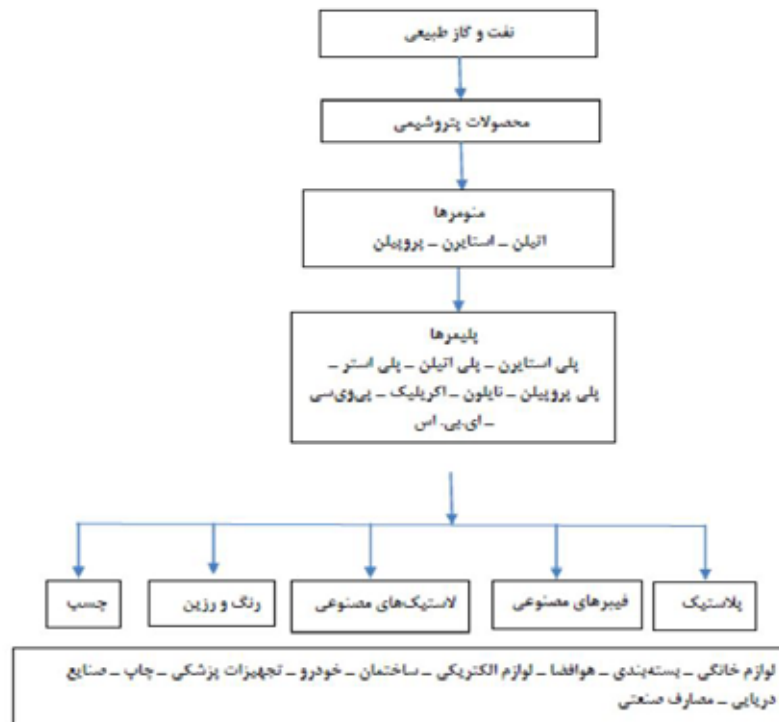 نفت و گاز طبیعی
محصولات پتروشیمی
منومرها
اتیلن ـ استایرن ـ پروپیلن
پلیمرها
پلی استایرن ـ پلی اتیلن ـ پلی استر ـ
پلی پروپیلن ـ نایلون ـ اکریلیک ـ پی‌وی‌سی
ـ ای.بی. اس
پلاستیک
فیبرهای مصنوعی
لاستیک‌های مصنوعی
رنگ و رزین
چسب
لوازم خانگی ـ بسته‌بندی ـ هوافضا ـ لوازم الکتریکی ـ ساختمان ـ خودرو ـ تجهیزات پزشکی ـ چاپ ـ صنایع
دریایی ـ مصارف صنعتی